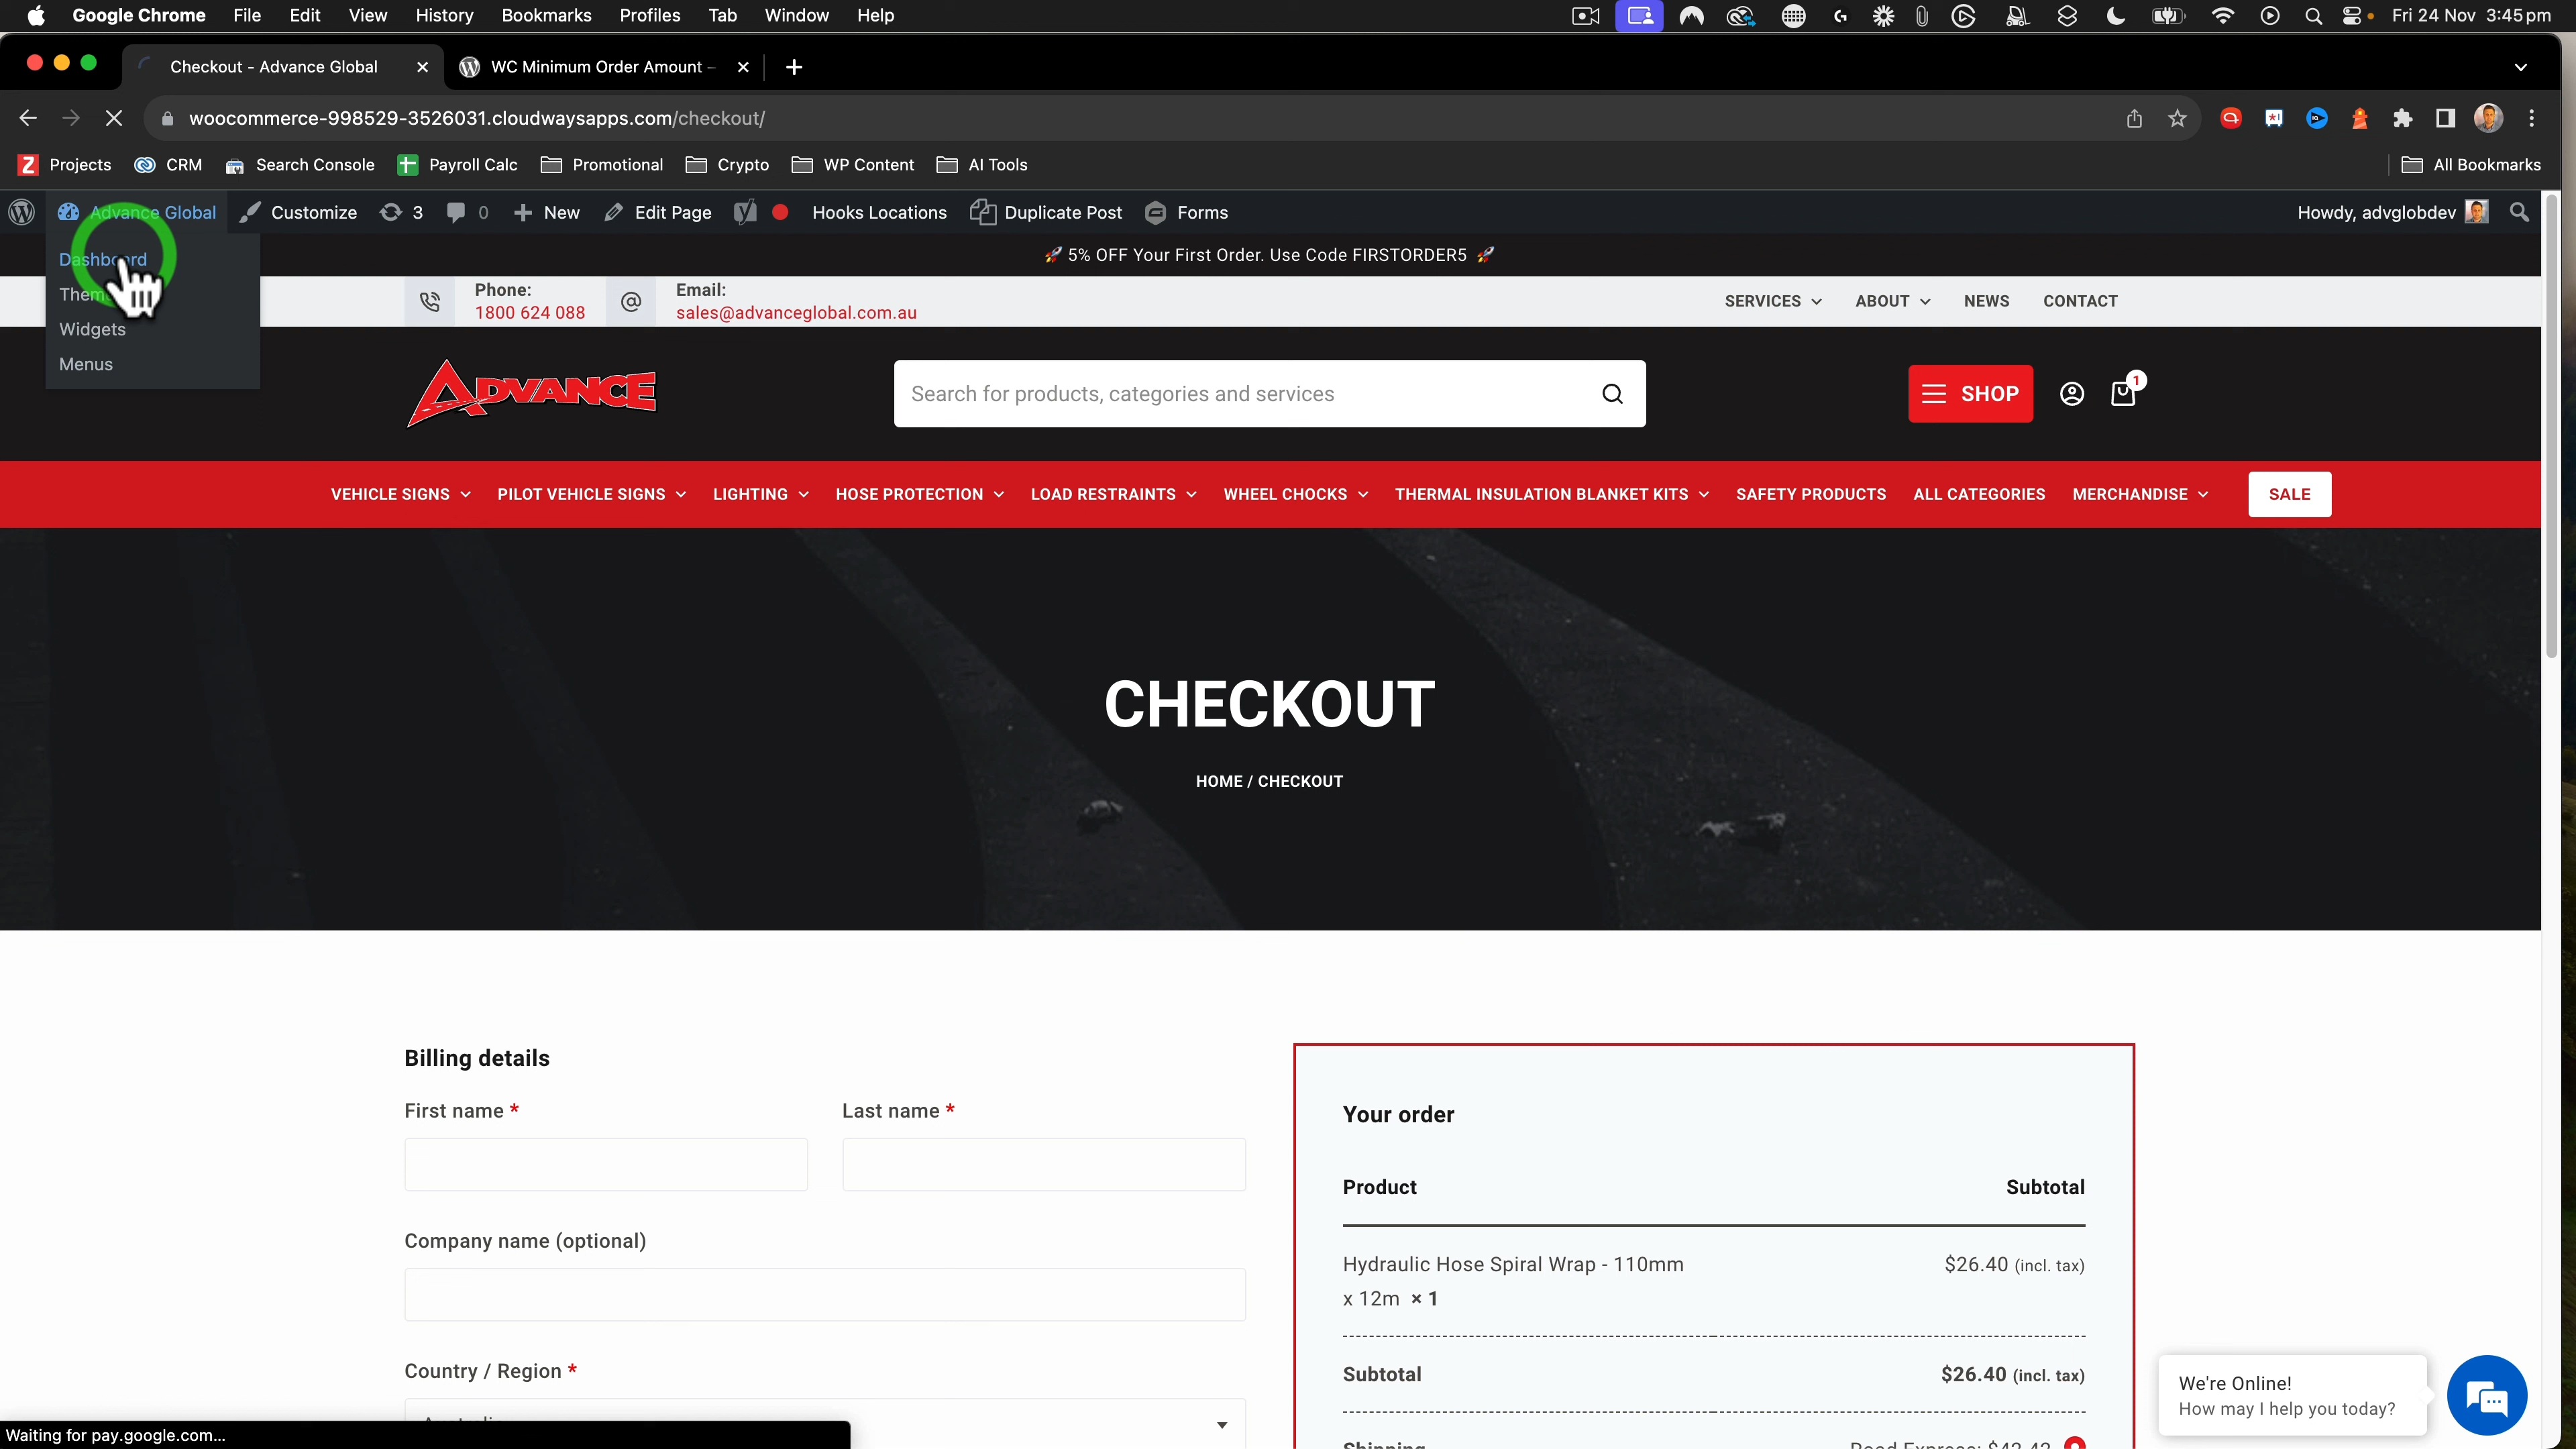 Google Chrome File Edit View History Bookmarks Profiles Tab Window Help Fri 24 Nov 3:45 pm
Checkout - Advance Global WC Minimum Order Amount –
woocommerce-998529-3526031.cloudwaysapps.com/checkout/
Projects CRM Search Console Payroll Calc Promotional Crypto WP Content AI Tools All Bookmarks
Advance Global Customize 3 0 New Edit Page Hooks Locations Duplicate Post Forms Howdy, advglobdev
Dashboard
Widgets
Menus
🚀 5% OFF Your First Order. Use Code FIRSTORDER5 🚀
Phone:
1800 624 088
Email:
sales@advanceglobal.com.au
SERVICES ABOUT NEWS CONTACT
ADVANCE
Search for products, categories and services
SHOP
1
VEHICLE SIGNS PILOT VEHICLE SIGNS LIGHTING HOSE PROTECTION LOAD RESTRAINTS WHEEL CHOCKS THERMAL INSULATION BLANKET KITS SAFETY PRODUCTS ALL CATEGORIES MERCHANDISE SALE
CHECKOUT
HOME / CHECKOUT
Billing details
First name *
Last name *
Company name (optional)
Country / Region *
Your order
Product Subtotal
Hydraulic Hose Spiral Wrap - 110mm $26.40 (incl. tax)
x 12m × 1
Subtotal $26.40 (incl. tax)
We're Online!
How may I help you today?
Waiting for pay.google.com...